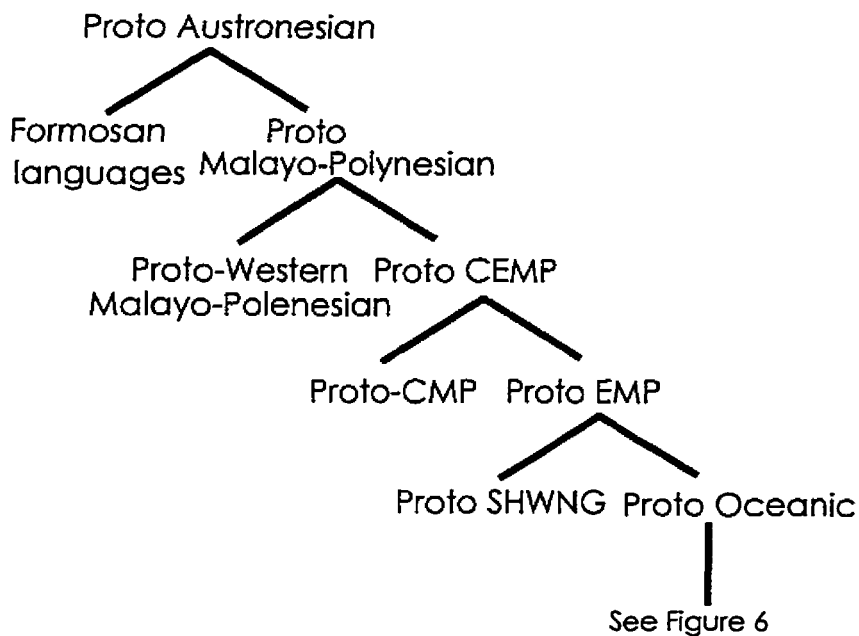 Proto Austronesian
Formosan
languages
Proto
Malayo-Polynesian
Proto-Western
Malayo-Polenesian
Proto CEMP
Proto-CMP
Proto EMP
Proto SHWNG
Proto Oceanic
See Figure 6